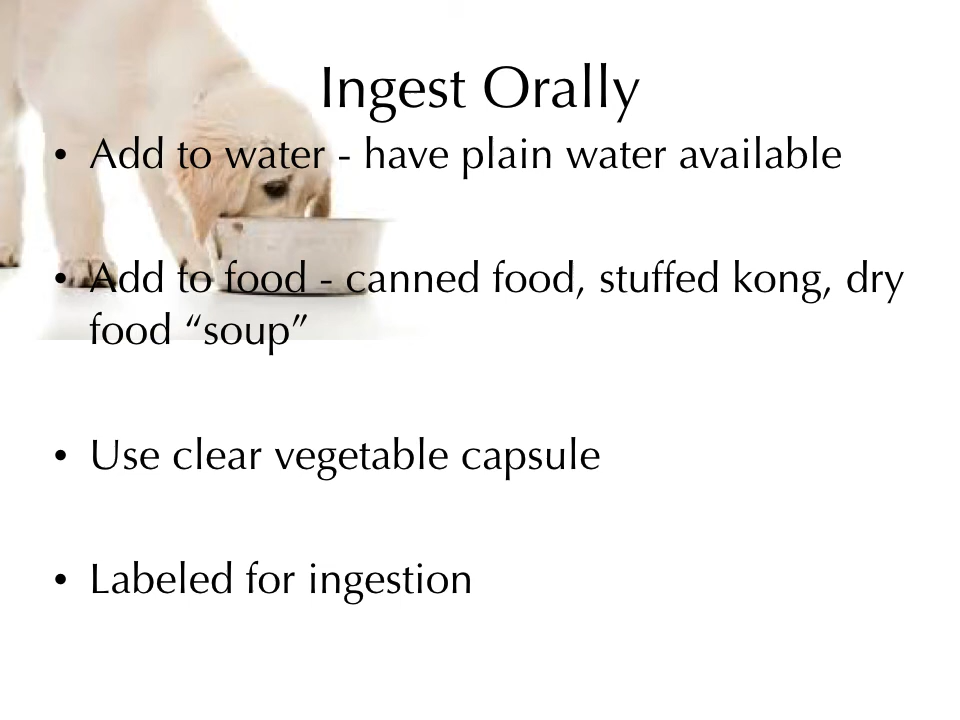 Ingest Orally
• Add to water - have plain water available
• Add to food - canned food, stuffed kong, dry
food “soup”
• Use clear vegetable capsule
• Labeled for ingestion